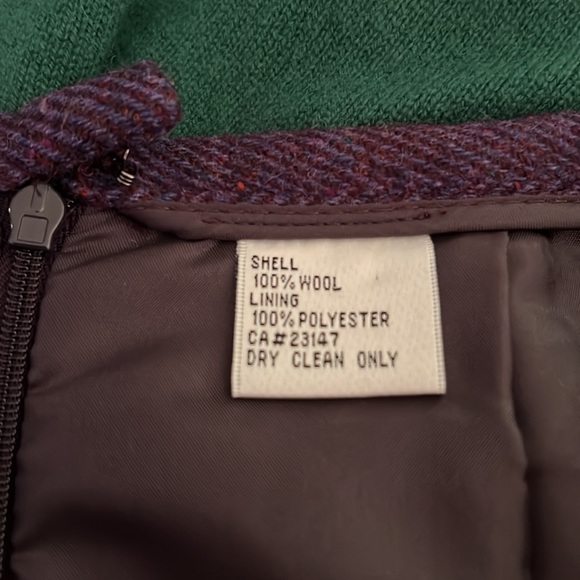 SHELL
100% WOOL
LINING
100% POLYESTER
CA#23147
DRY CLEAN ONLY